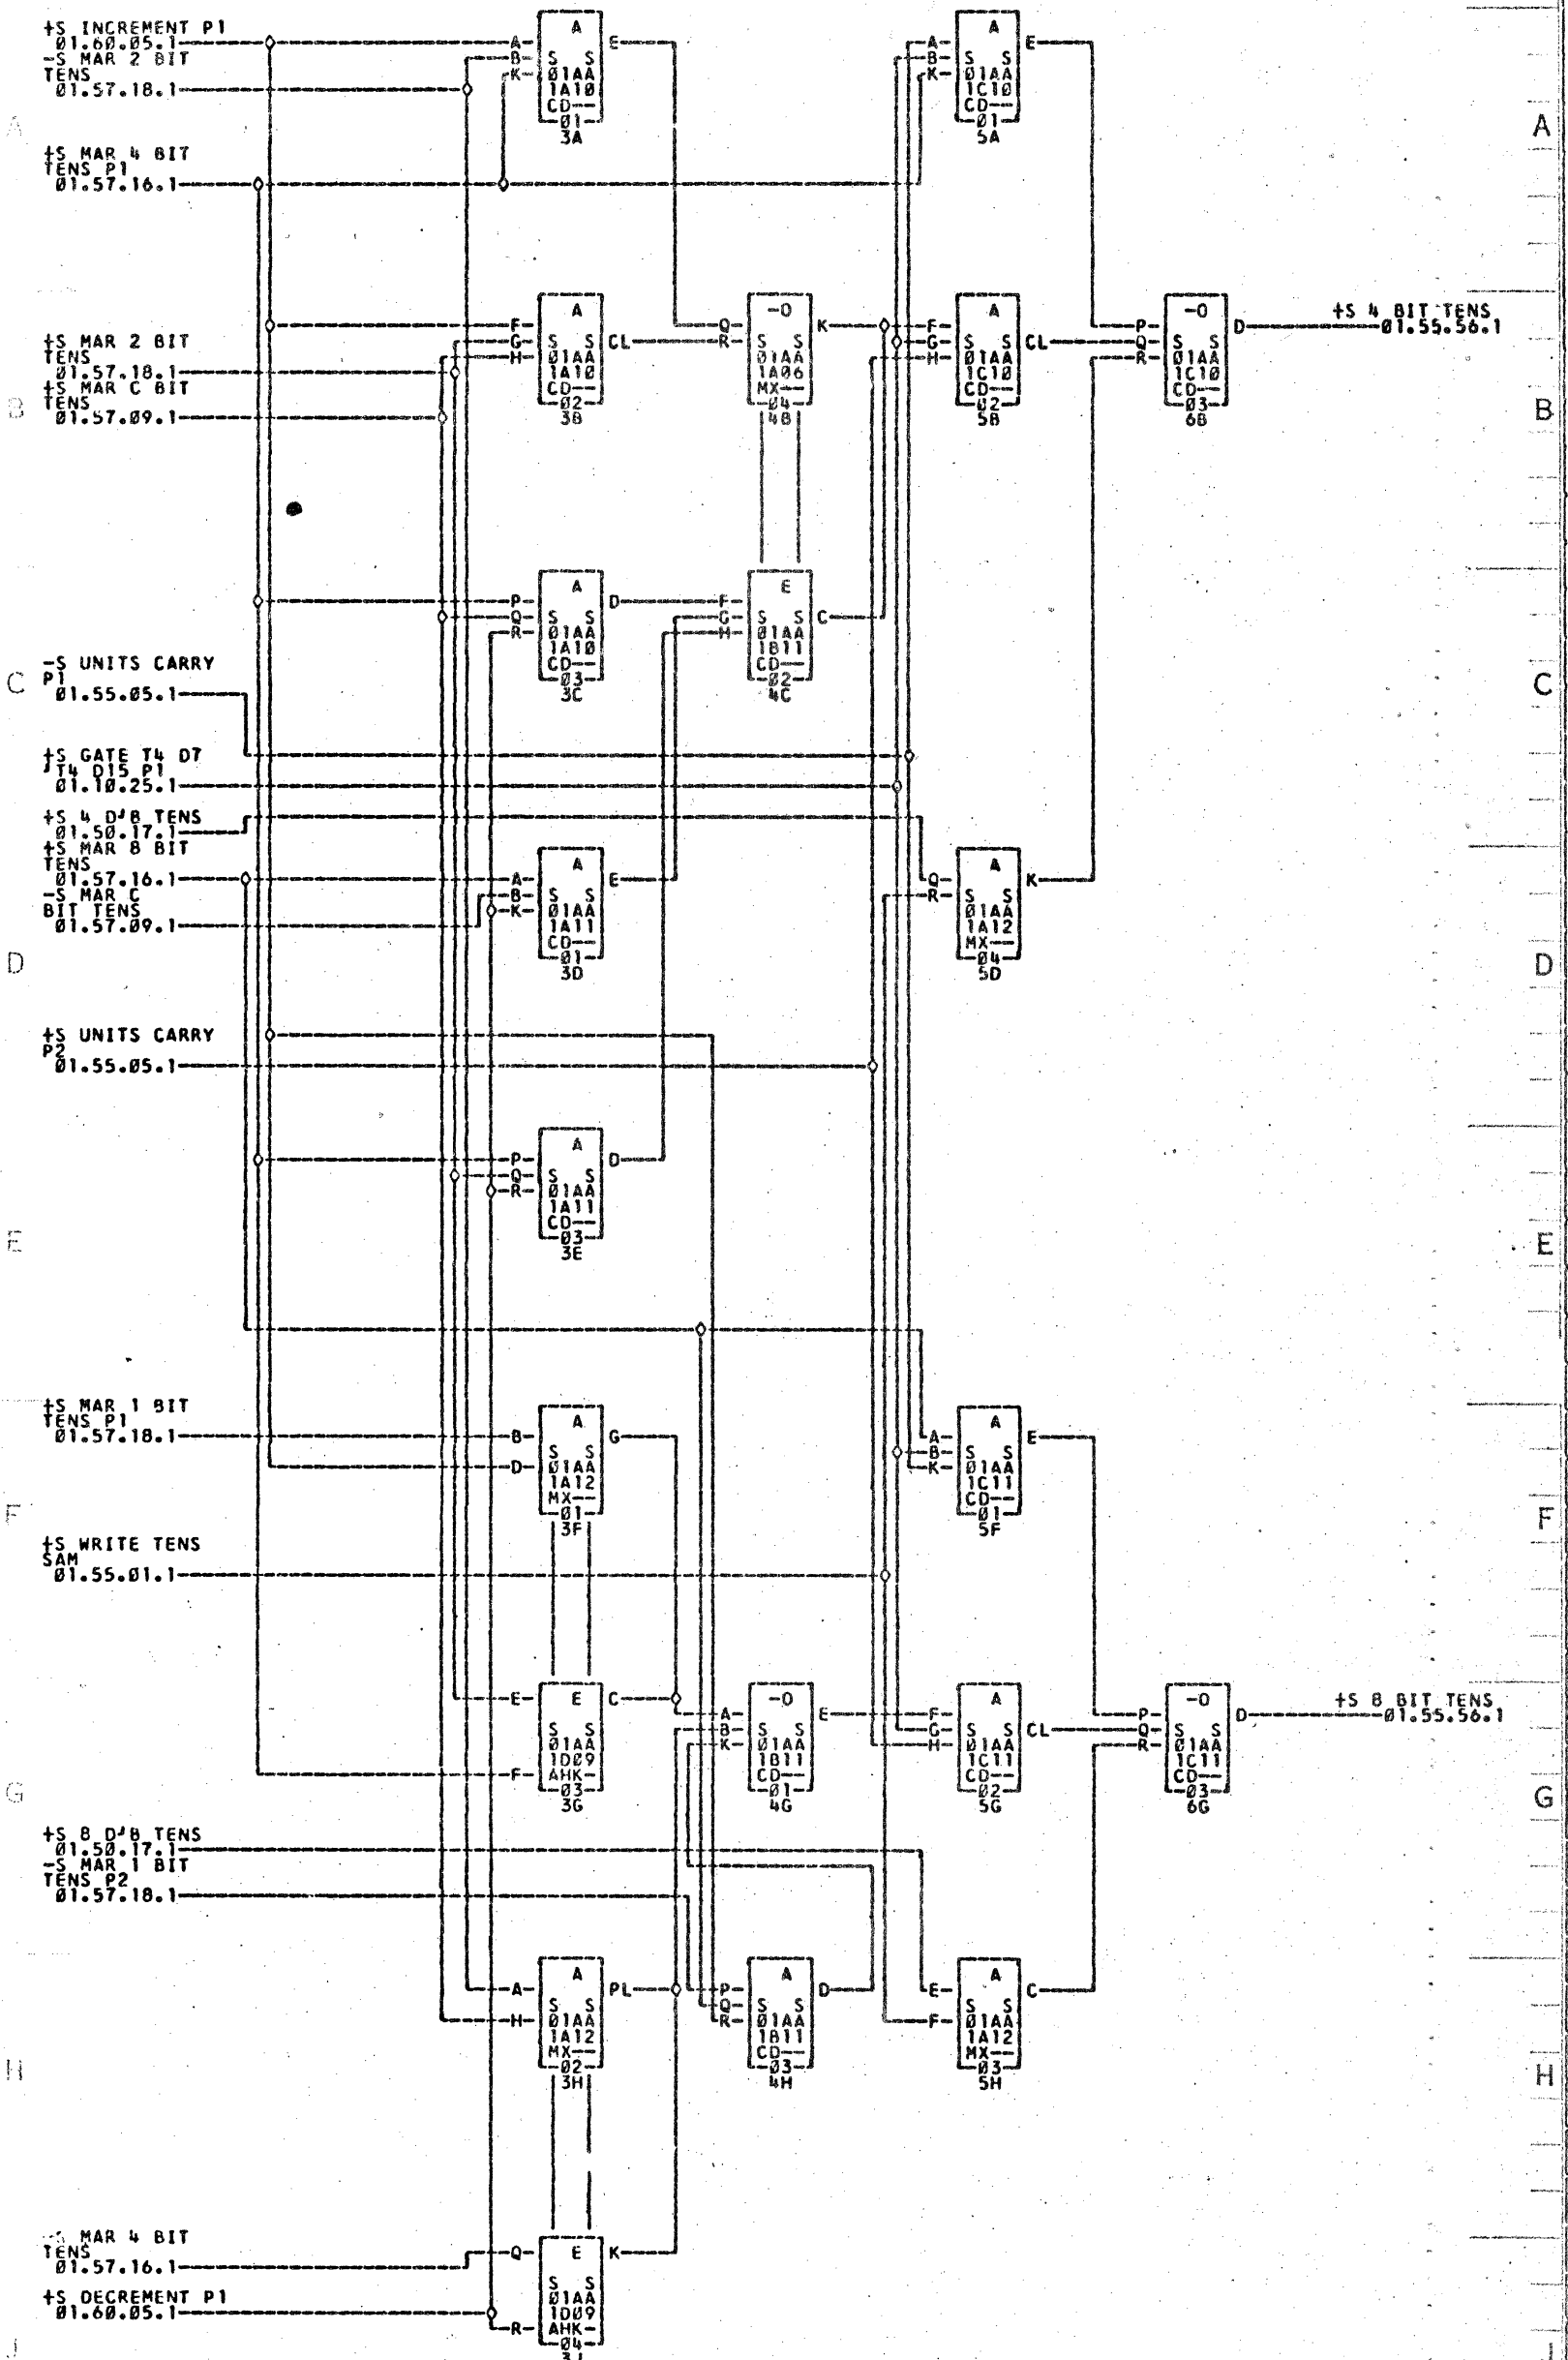 +S INCREMENT P1
01.60.05.1
-S MAR 2 BIT
TENS
01.57.18.1
A- A E
B- S S
K- 01AA
1A10
CD--
01
3A
A- A E
B- S S
K- 01AA
1C10
CD--
01
5A
A
A
+S MAR 4 BIT
TENS P1
01.57.16.1
+S MAR 2 BIT
TENS
01.57.18.1
+S MAR C BIT
TENS
01.57.09.1
F- A
G- S S CL
H- 01AA
1A10
CD--
02
3B
-O
Q- K
R- S S
01AA
1A06
MX--
04
4B
F- A
G- S S CL
H- 01AA
1C10
CD--
02
5B
-O
P- D
Q- S S
R- 01AA
1C10
CD--
03
6B
+S 4 BIT TENS
01.55.56.1
B
B
P- A D
Q- S S
R- 01AA
1A10
CD--
03
3C
F- E
G- S S C
H- 01AA
1B11
CD--
02
4C
C
C
-S UNITS CARRY
P1
01.55.05.1
+S GATE T4 D7
'T4 D15 P1
01.10.25.1
+S 4 D'B TENS
01.50.17.1
+S MAR 8 BIT
TENS
01.57.16.1
-S MAR C
BIT TENS
01.57.09.1
A- A E
B- S S
K- 01AA
1A11
CD--
01
3D
Q- A K
R- S S
01AA
1A12
MX--
04
5D
D
D
+S UNITS CARRY
P2
01.55.05.1
P- A D
Q- S S
R- 01AA
1A11
CD--
03
3E
E
E
+S MAR 1 BIT
TENS P1
01.57.18.1
B- A G
S S
D- 01AA
1A12
MX--
01
3F
A- A E
B- S S
K- 01AA
1C11
CD--
01
5F
F
F
+S WRITE TENS
SAM
01.55.01.1
E- E C
S S
01AA
1D09
F- AHK-
03
3G
-O
A- E
B- S S
K- 01AA
1B11
CD--
01
4G
F- A
G- S S CL
H- 01AA
1C11
CD--
02
5G
-O
P- D
Q- S S
R- 01AA
1C11
CD--
03
6G
+S 8 BIT TENS
01.55.56.1
G
G
+S 8 D'B TENS
01.50.17.1
-S MAR 1 BIT
TENS P2
01.57.18.1
A- A PL
S S
H- 01AA
1A12
MX--
02
3H
P- A D
Q- S S
R- 01AA
1B11
CD--
03
4H
E- A C
S S
F- 01AA
1A12
MX--
03
5H
H
H
-S MAR 4 BIT
TENS
01.57.16.1
+S DECREMENT P1
01.60.05.1
Q- E K
S S
01AA
1D09
R- AHK-
04
3J
J
J